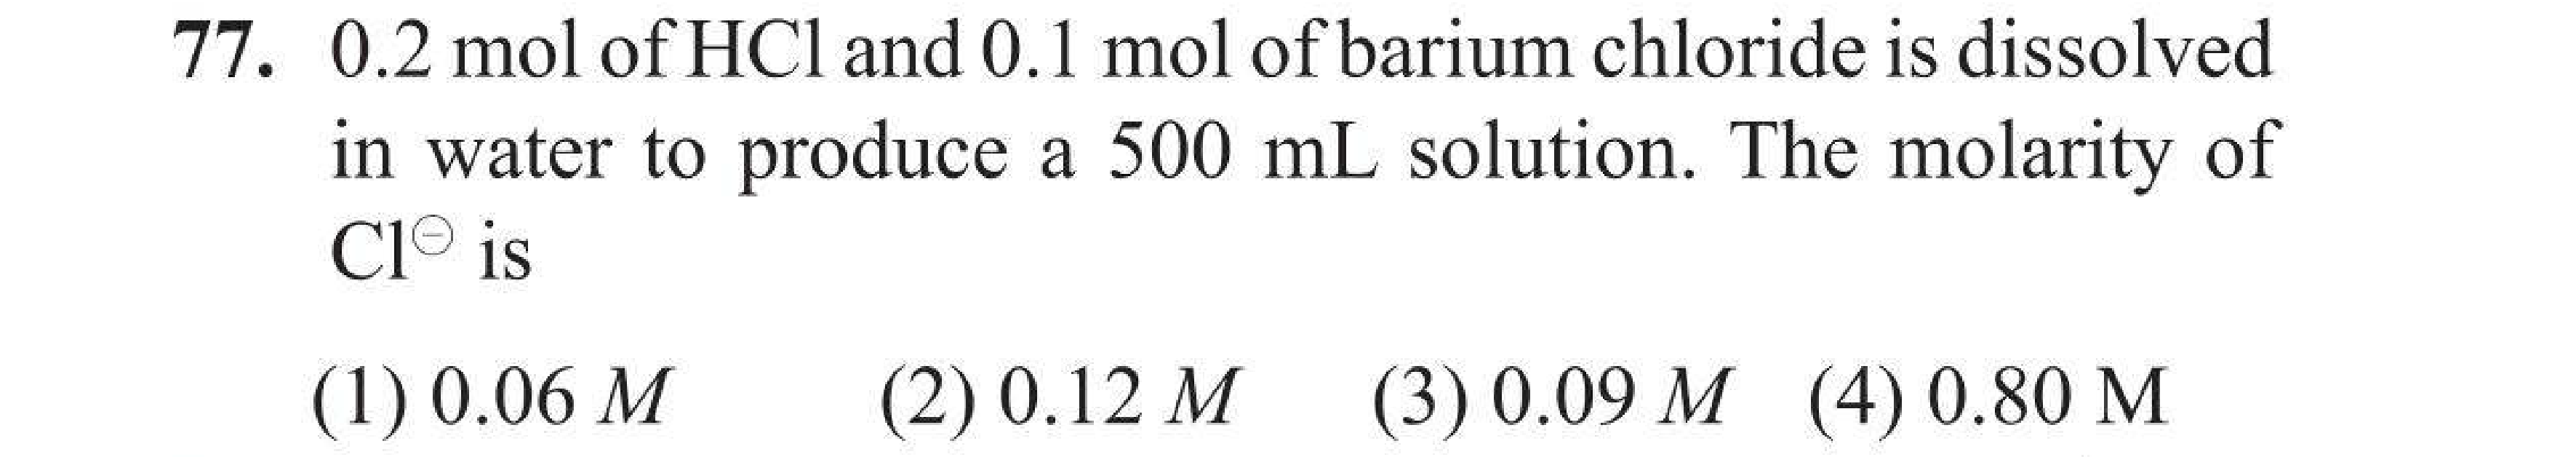 77. 0.2 mol of HCl and 0.1 mol of barium chloride is dissolved
in water to produce a 500 mL solution. The molarity of
Cl⊖ is
(1) 0.06 M (2) 0.12 M (3) 0.09 M (4) 0.80 M